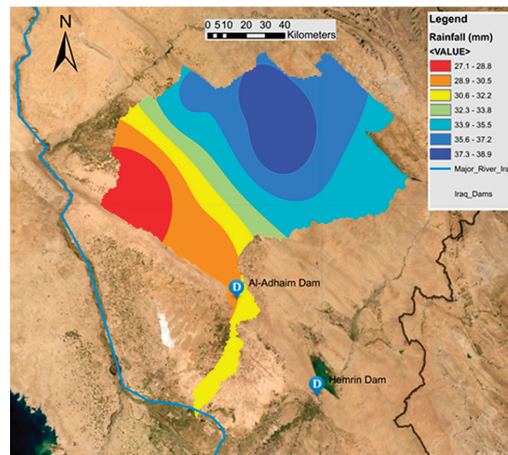 N
0 5 10 20 30 40
Kilometers
Legend
Rainfall (mm)
<VALUE>
27.1 - 28.8
28.9 - 30.5
30.6 - 32.2
32.3 - 33.8
33.9 - 35.5
35.6 - 37.2
37.3 - 38.9
Major_River_Ira
Iraq_Dams
D Al-Adhaim Dam
D Hemrin Dam